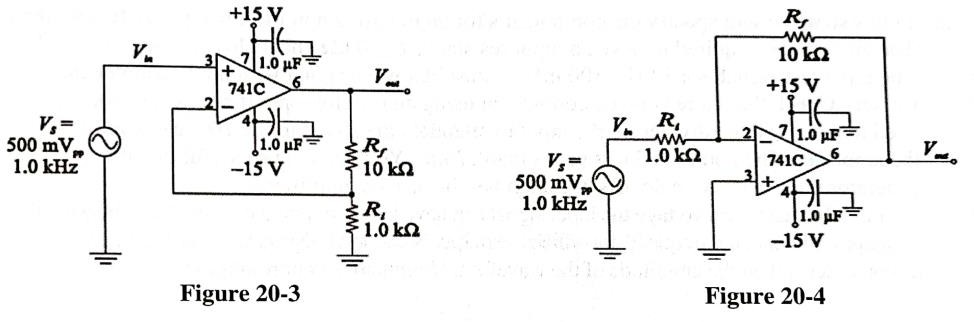 +15 V
V_in
3
+
7
1.0 μF
741C
6
V_out
2
−
4
1.0 μF
−15 V
V_s =
500 mV_pp
1.0 kHz
R_f
10 kΩ
R_i
1.0 kΩ
Figure 20-3
R_f
10 kΩ
+15 V
V_in
R_i
1.0 kΩ
2
−
7
1.0 μF
741C
6
V_out
3
+
4
1.0 μF
−15 V
V_s =
500 mV_pp
1.0 kHz
Figure 20-4